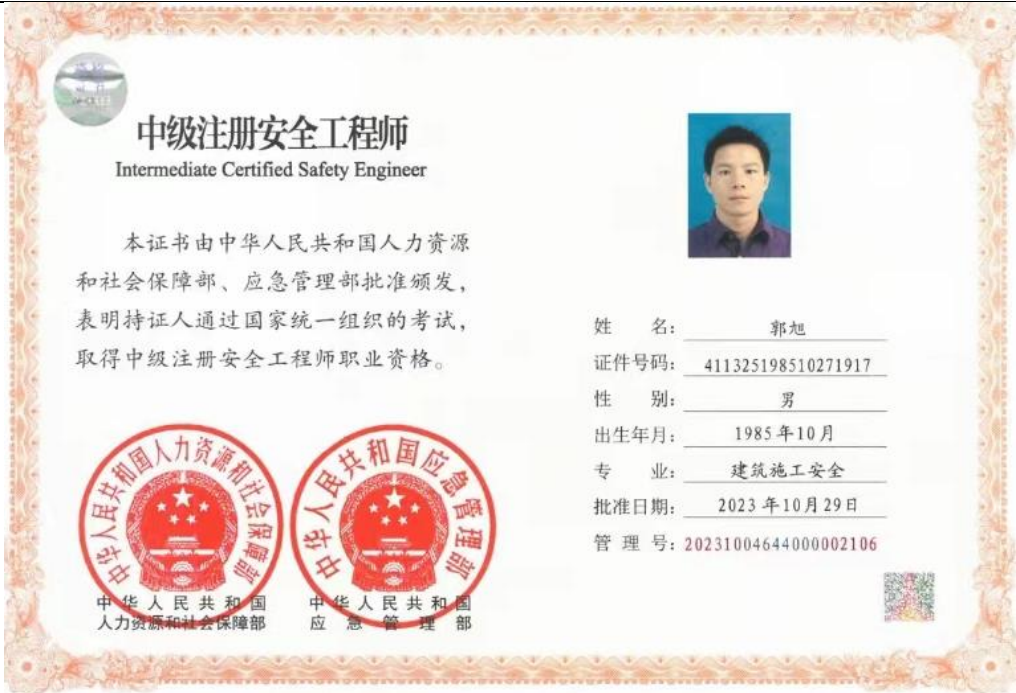 中级注册安全工程师
Intermediate Certified Safety Engineer
本证书由中华人民共和国人力资源
和社会保障部、应急管理部批准颁发，
表明持证人通过国家统一组织的考试，
取得中级注册安全工程师职业资格。
中华人民共和国人力资源和社会保障部
中华人民共和国应急管理部
中华人民共和国
人力资源和社会保障部
中华人民共和国
应急管理部
姓 名： 郭旭
证件号码： 411325198510271917
性 别： 男
出生年月： 1985年10月
专 业： 建筑施工安全
批准日期： 2023年10月29日
管 理 号： 20231004644000002106